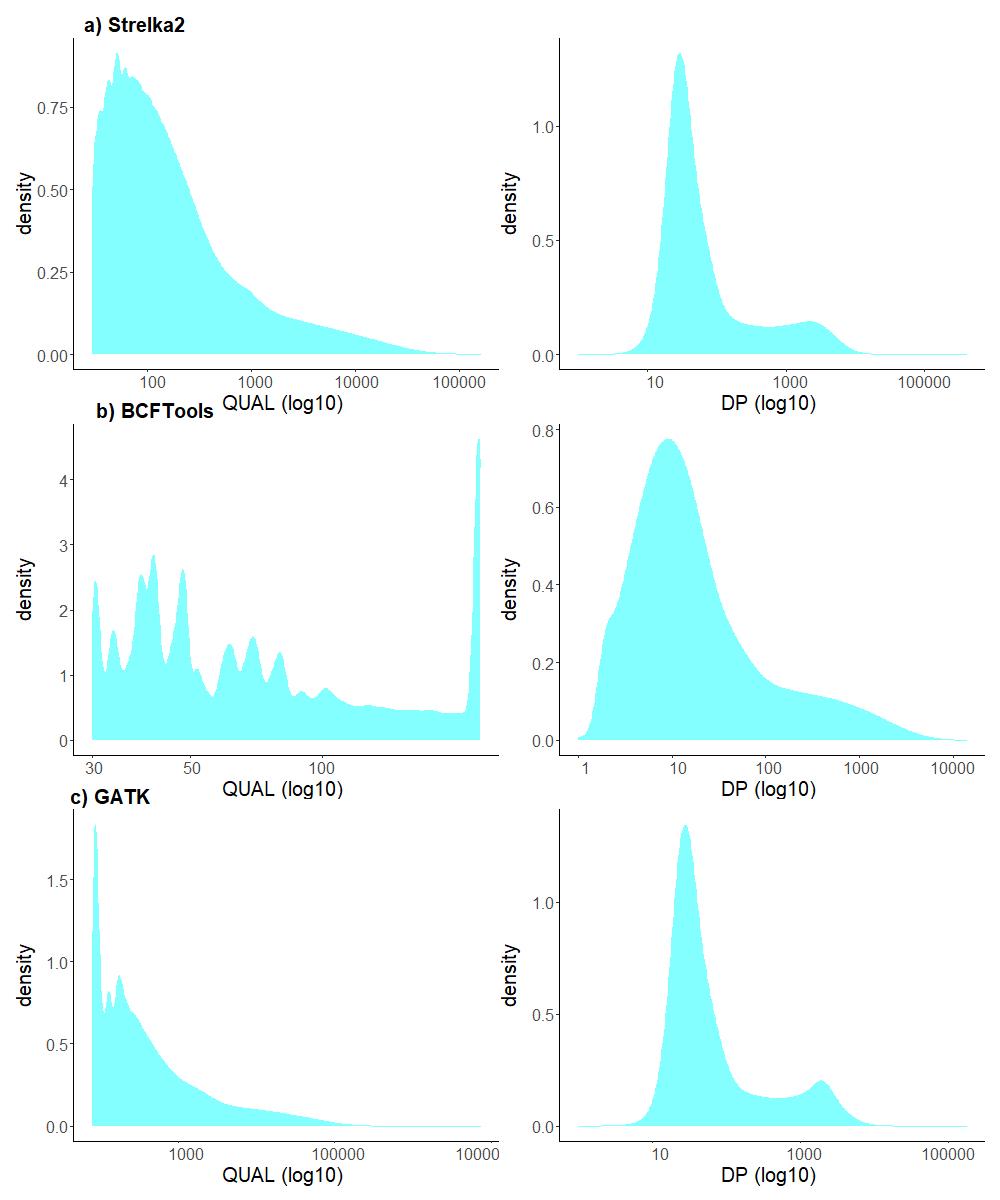 a) Strelka2
density
0.75
0.50
0.25
0.00
100 1000 10000 100000
QUAL (log10)
density
1.0
0.5
0.0
10 1000 100000
DP (log10)
b) BCFTools
density
4
3
2
1
0
30 50 100
QUAL (log10)
density
0.8
0.6
0.4
0.2
0.0
1 10 100 1000 10000
DP (log10)
c) GATK
density
1.5
1.0
0.5
0.0
1000 100000 10000
QUAL (log10)
density
1.0
0.5
0.0
10 1000 100000
DP (log10)